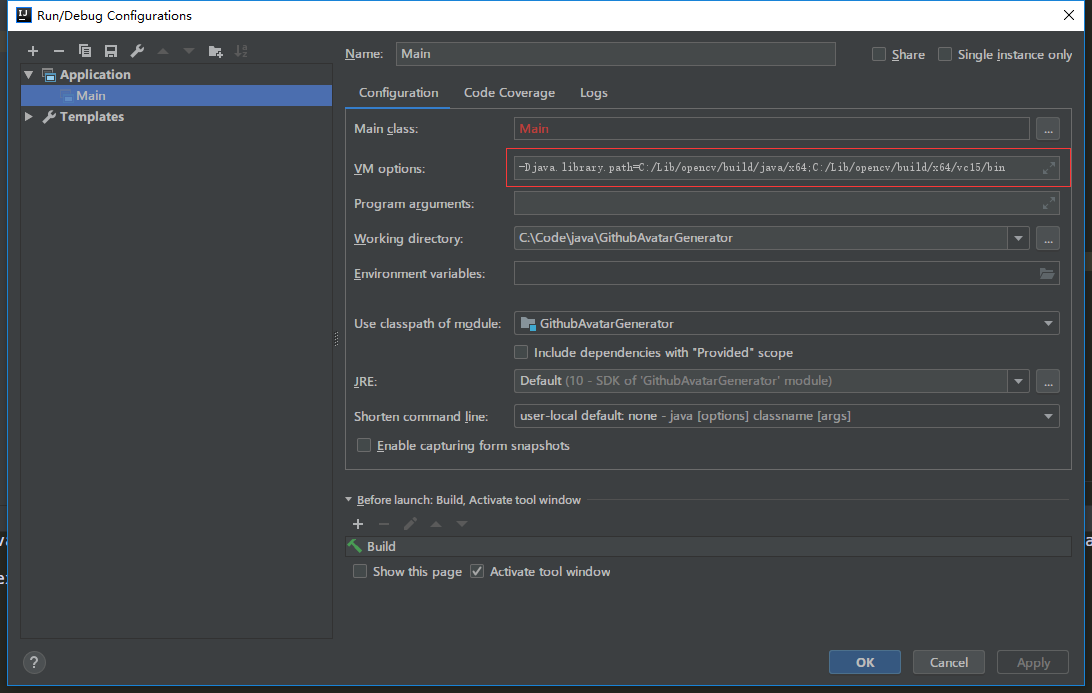 Run/Debug Configurations
Name: Main Share Single instance only
Application
Main
Templates
Configuration Code Coverage Logs
Main class: Main ...
VM options: -Djava.library.path=C:/Lib/opencv/build/java/x64;C:/Lib/opencv/build/x64/vc15/bin
Program arguments:
Working directory: C:\Code\java\GithubAvatarGenerator ...
Environment variables:
Use classpath of module: GithubAvatarGenerator
Include dependencies with "Provided" scope
JRE: Default (10 - SDK of 'GithubAvatarGenerator' module) ...
Shorten command line: user-local default: none - java [options] classname [args]
Enable capturing form snapshots
Before launch: Build, Activate tool window
Build
Show this page Activate tool window
? OK Cancel Apply